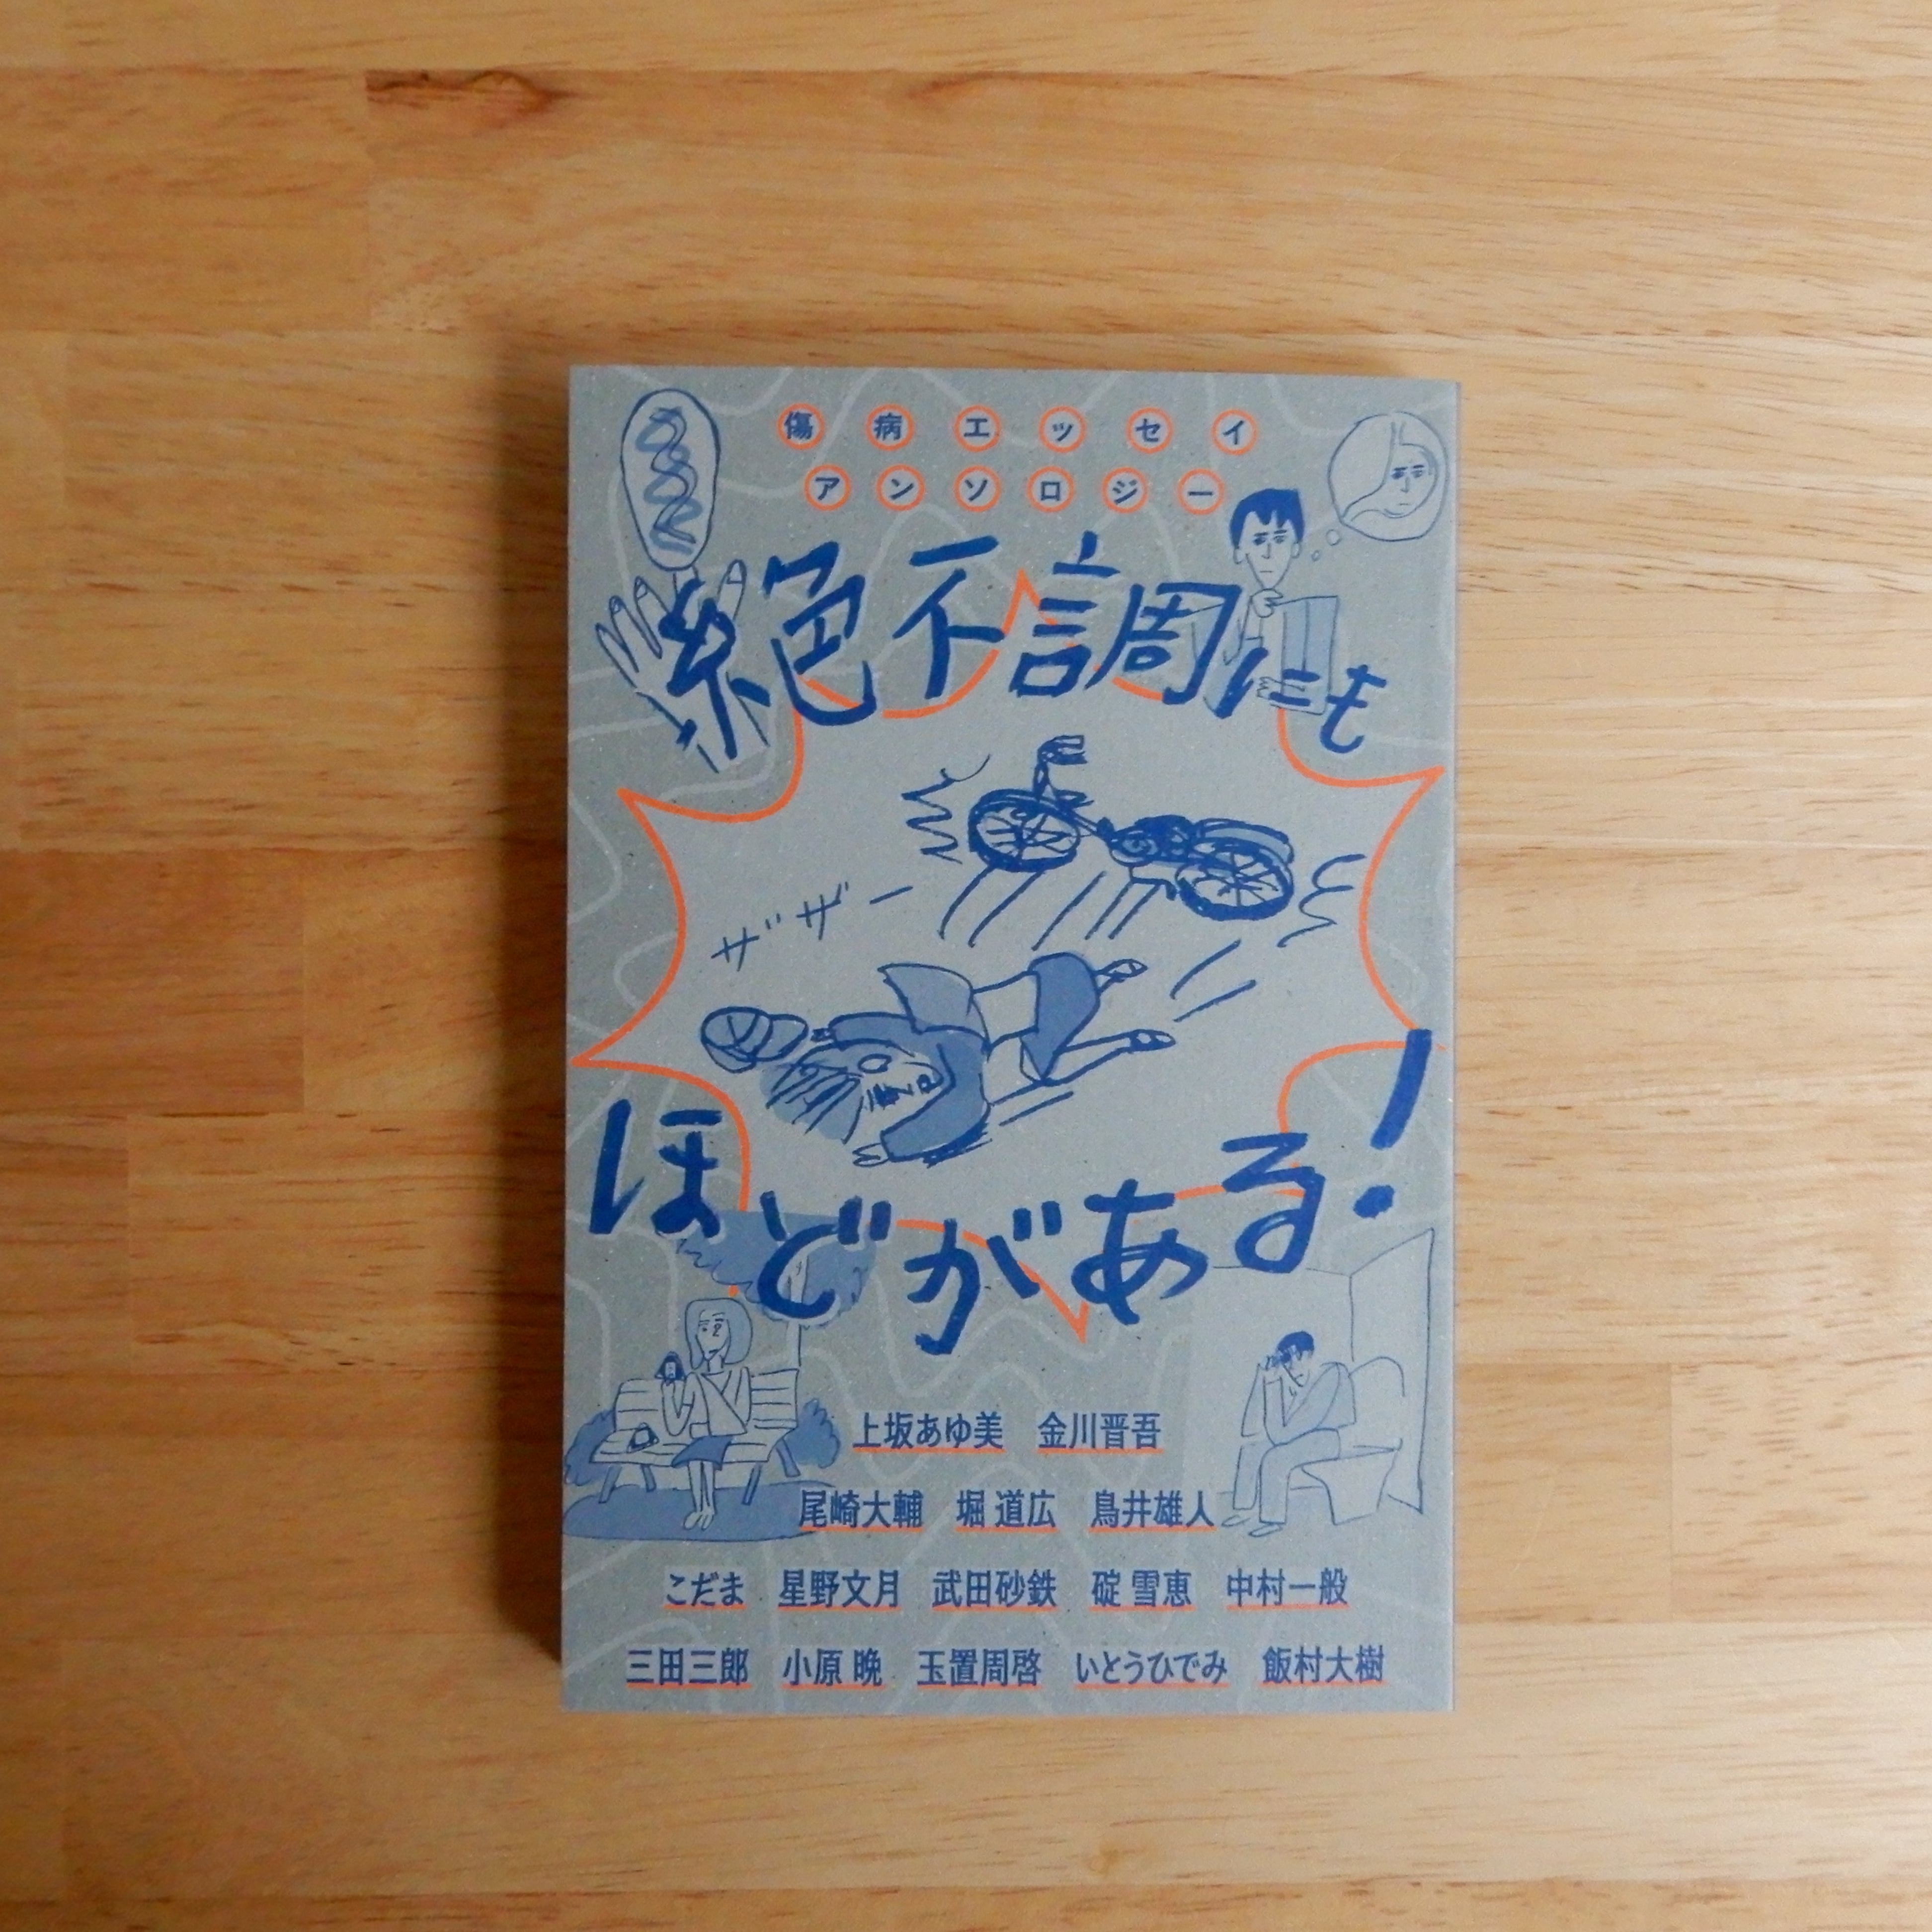 傷病エッセイ
アンソロジー
絶不調にも
ザザー
ほどがある!
上坂あゆ美 金川晋吾
尾崎大輔 堀 道広 鳥井雄人
こだま 星野文月 武田砂鉄 碇 雪恵 中村一般
三田三郎 小原 晩 玉置周啓 いとうひでみ 飯村大樹